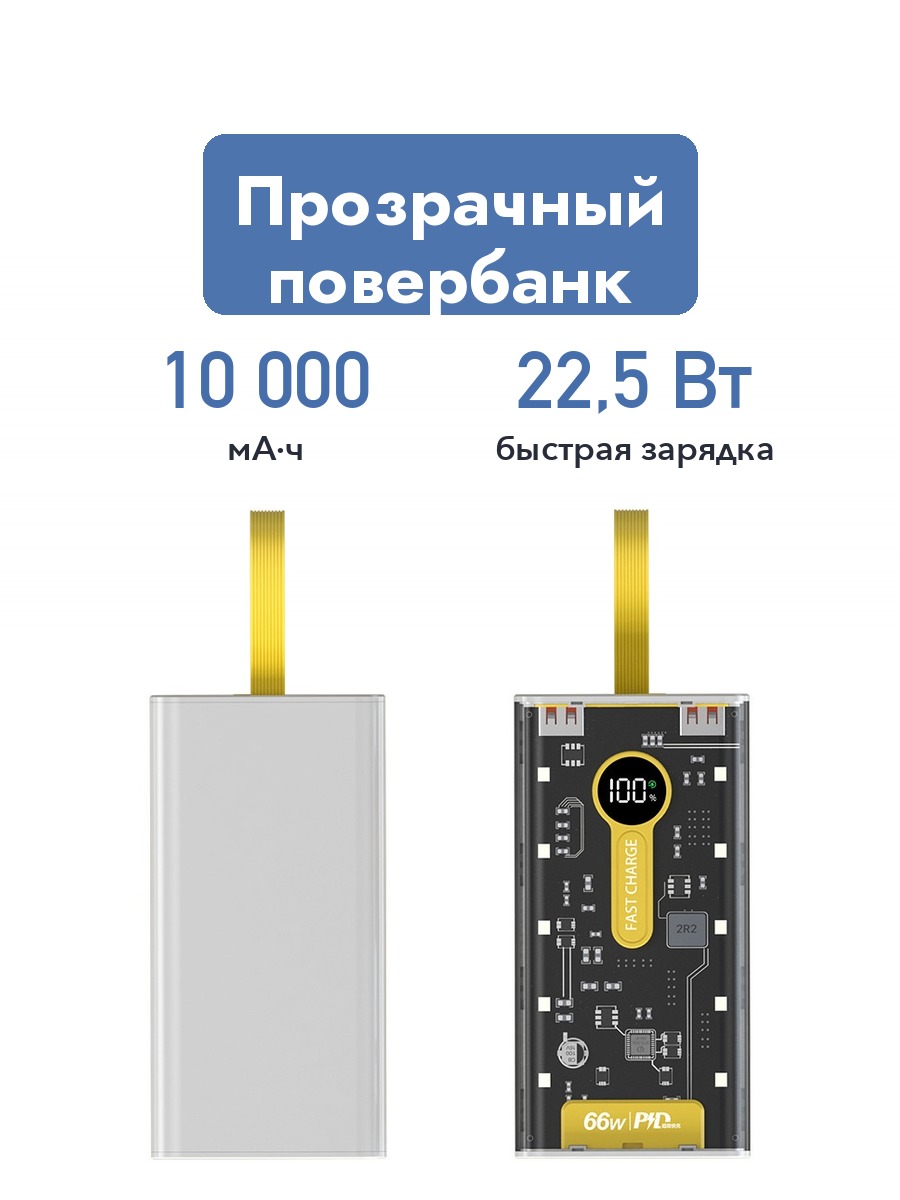 Прозрачный
повербанк
10 000
мА·ч
22,5 Вт
быстрая зарядка
100%
FAST CHARGE
2R2
66W PD